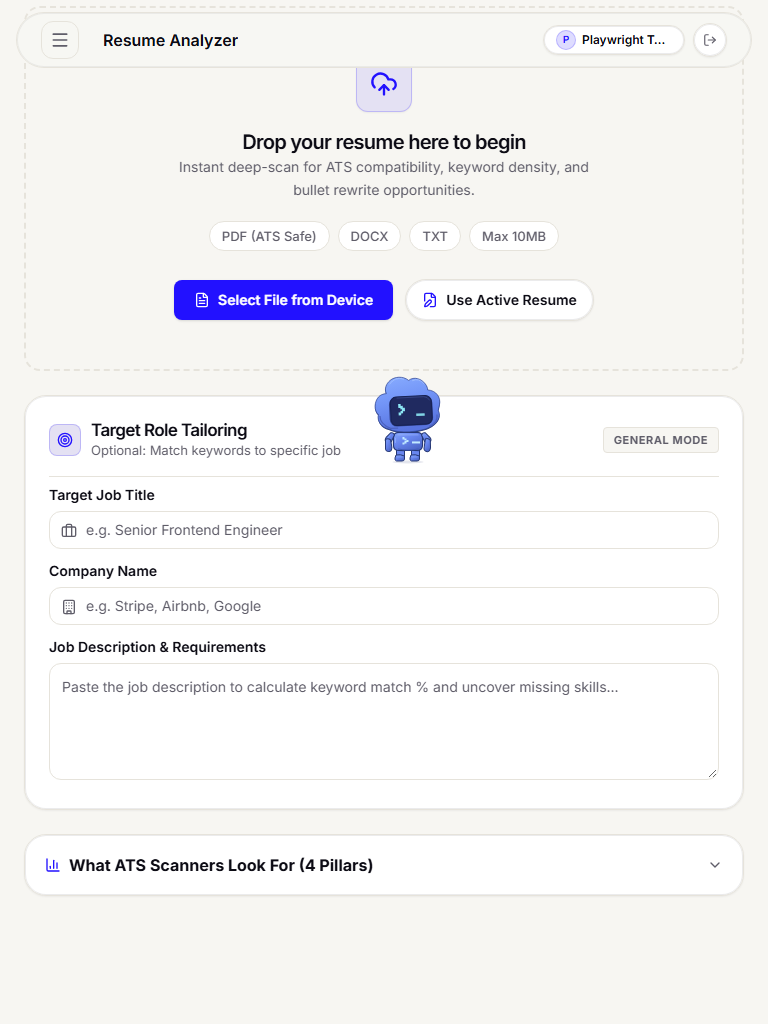 Resume Analyzer
P
Playwright T...
Drop your resume here to begin
Instant deep-scan for ATS compatibility, keyword density, and
bullet rewrite opportunities.
PDF (ATS Safe)
DOCX
TXT
Max 10MB
Select File from Device
Use Active Resume
Target Role Tailoring
Optional: Match keywords to specific job
GENERAL MODE
Target Job Title
e.g. Senior Frontend Engineer
Company Name
e.g. Stripe, Airbnb, Google
Job Description & Requirements
Paste the job description to calculate keyword match % and uncover missing skills...
What ATS Scanners Look For (4 Pillars)